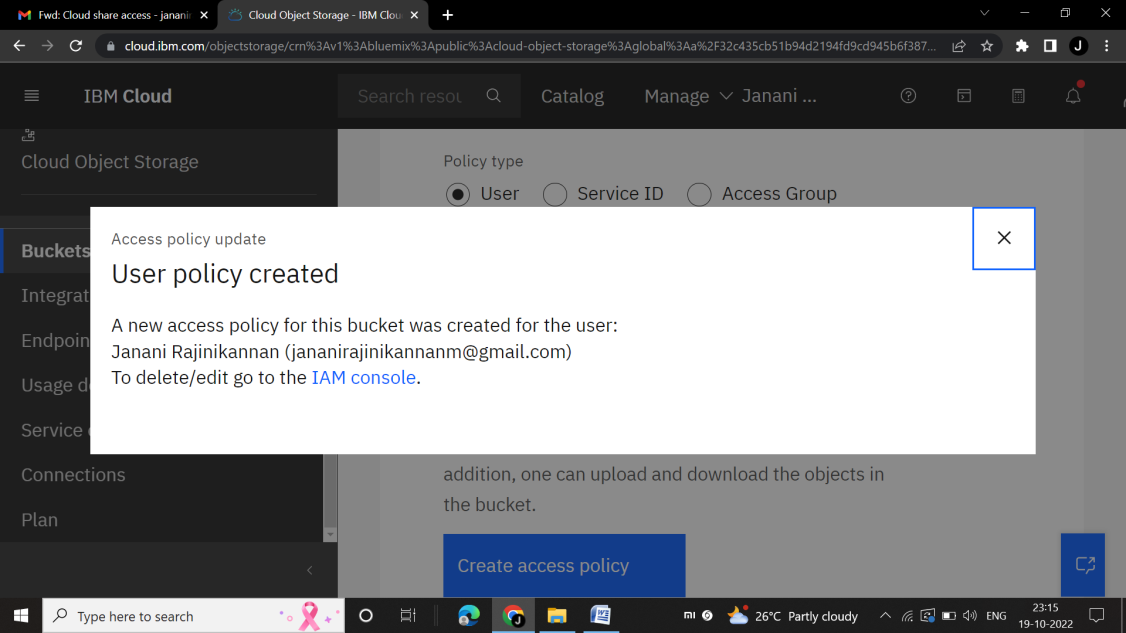 Fwd: Cloud share access - janani
Cloud Object Storage - IBM Clou
cloud.ibm.com/objectstorage/crn%3Av1%3Abluemix%3Apublic%3Acloud-object-storage%3Aglobal%3Aa%2F32c435cb51b94d2194fd9cd945b6f387...
J
IBM Cloud
Search resou
Catalog
Manage
Janani ...
Cloud Object Storage
Policy type
User
Service ID
Access Group
Access policy update
User policy created
A new access policy for this bucket was created for the user:
Janani Rajinikannan (jananirajinikannanm@gmail.com)
To delete/edit go to the IAM console.
Buckets
Integrat
Endpoin
Usage d
Service
Connections
Plan
addition, one can upload and download the objects in
the bucket.
Create access policy
Type here to search
J
26°C Partly cloudy
ENG
23:15
19-10-2022